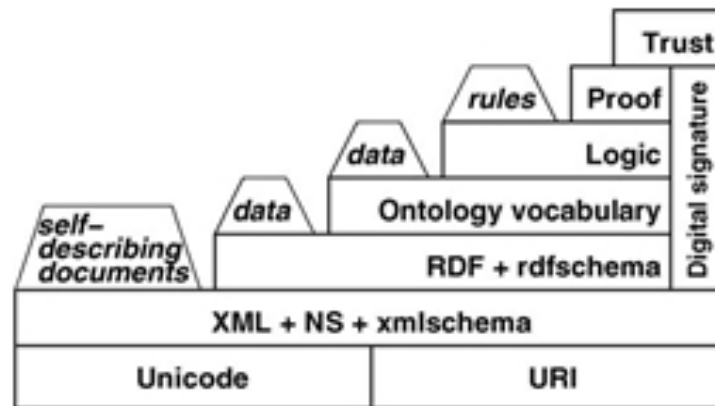 Trust
rules
Proof
data
Logic
data
Ontology vocabulary
self-
describing
documents
RDF + rdfschema
Digital signature
XML + NS + xmlschema
Unicode
URI